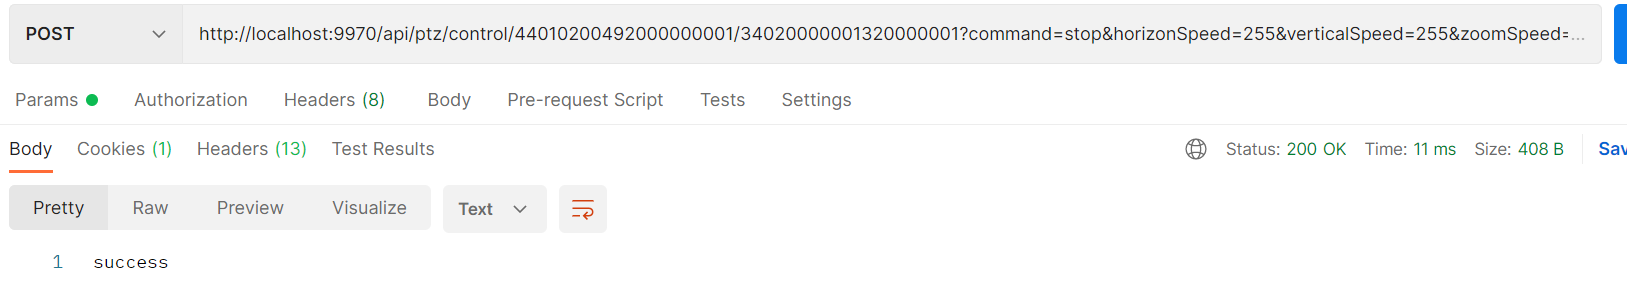 POST http://localhost:9970/api/ptz/control/44010200492000000001/34020000001320000001?command=stop&horizonSpeed=255&verticalSpeed=255&zoomSpeed=...
Params Authorization Headers (8) Body Pre-request Script Tests Settings
Body Cookies (1) Headers (13) Test Results Status: 200 OK Time: 11 ms Size: 408 B Sav
Pretty Raw Preview Visualize Text
1 success